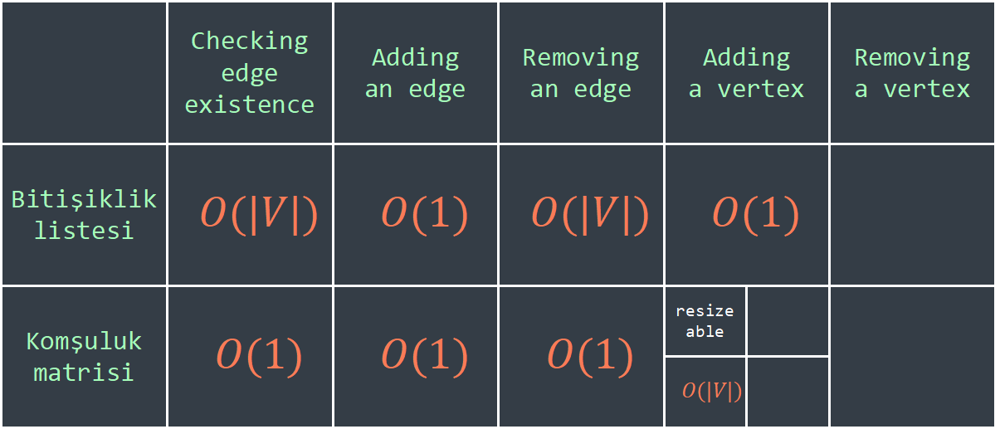 Checking
edge
existence
Adding
an edge
Removing
an edge
Adding
a vertex
Removing
a vertex
Bitişiklik
listesi
O(|V|)
O(1)
O(|V|)
O(1)
Komşuluk
matrisi
O(1)
O(1)
O(1)
resize
able
O(|V|)